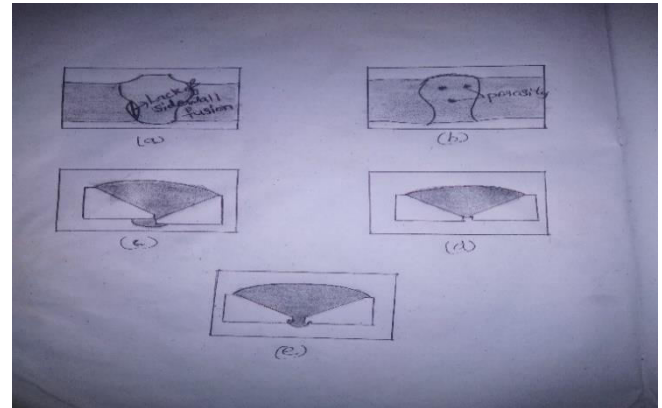 Lack of
sidewall
fusion
porosity
(a)
(b)
(c)
(d)
(e)